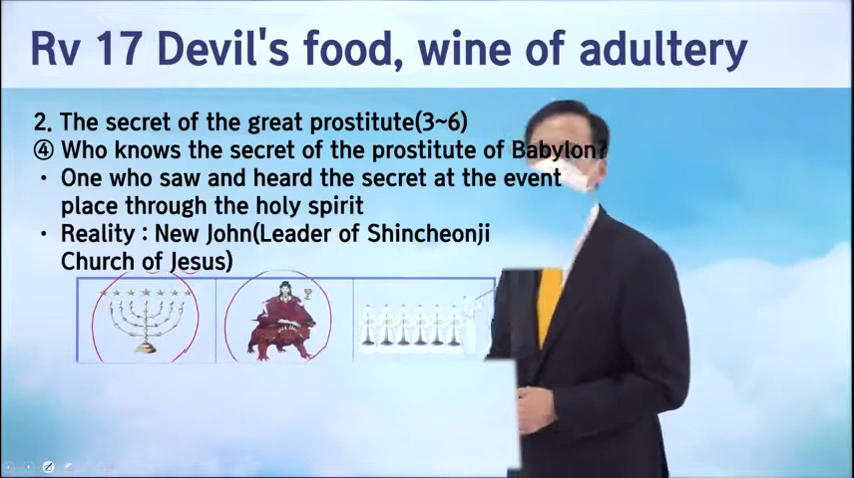 Rv 17 Devil's food, wine of adultery
2. The secret of the great prostitute(3~6)
④ Who knows the secret of the prostitute of Babylon?
· One who saw and heard the secret at the event
place through the holy spirit
· Reality : New John(Leader of Shincheonji
Church of Jesus)